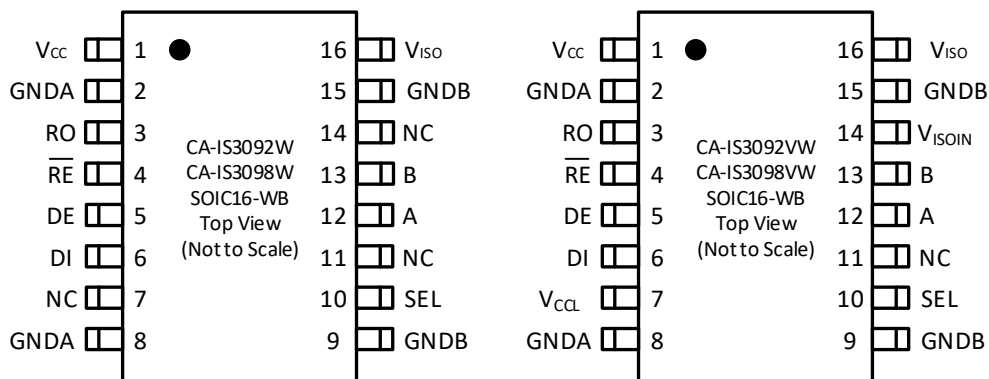 VCC 1 16 VISO
GNDA 2 15 GNDB
RO 3 14 NC
RE 4 13 B
DE 5 12 A
DI 6 11 NC
NC 7 10 SEL
GNDA 8 9 GNDB
CA-IS3092W
CA-IS3098W
SOIC16-WB
Top View
(Not to Scale)
VCC 1 16 VISO
GNDA 2 15 GNDB
RO 3 14 VISOIN
RE 4 13 B
DE 5 12 A
DI 6 11 NC
VCCL 7 10 SEL
GNDA 8 9 GNDB
CA-IS3092VW
CA-IS3098VW
SOIC16-WB
Top View
(Not to Scale)